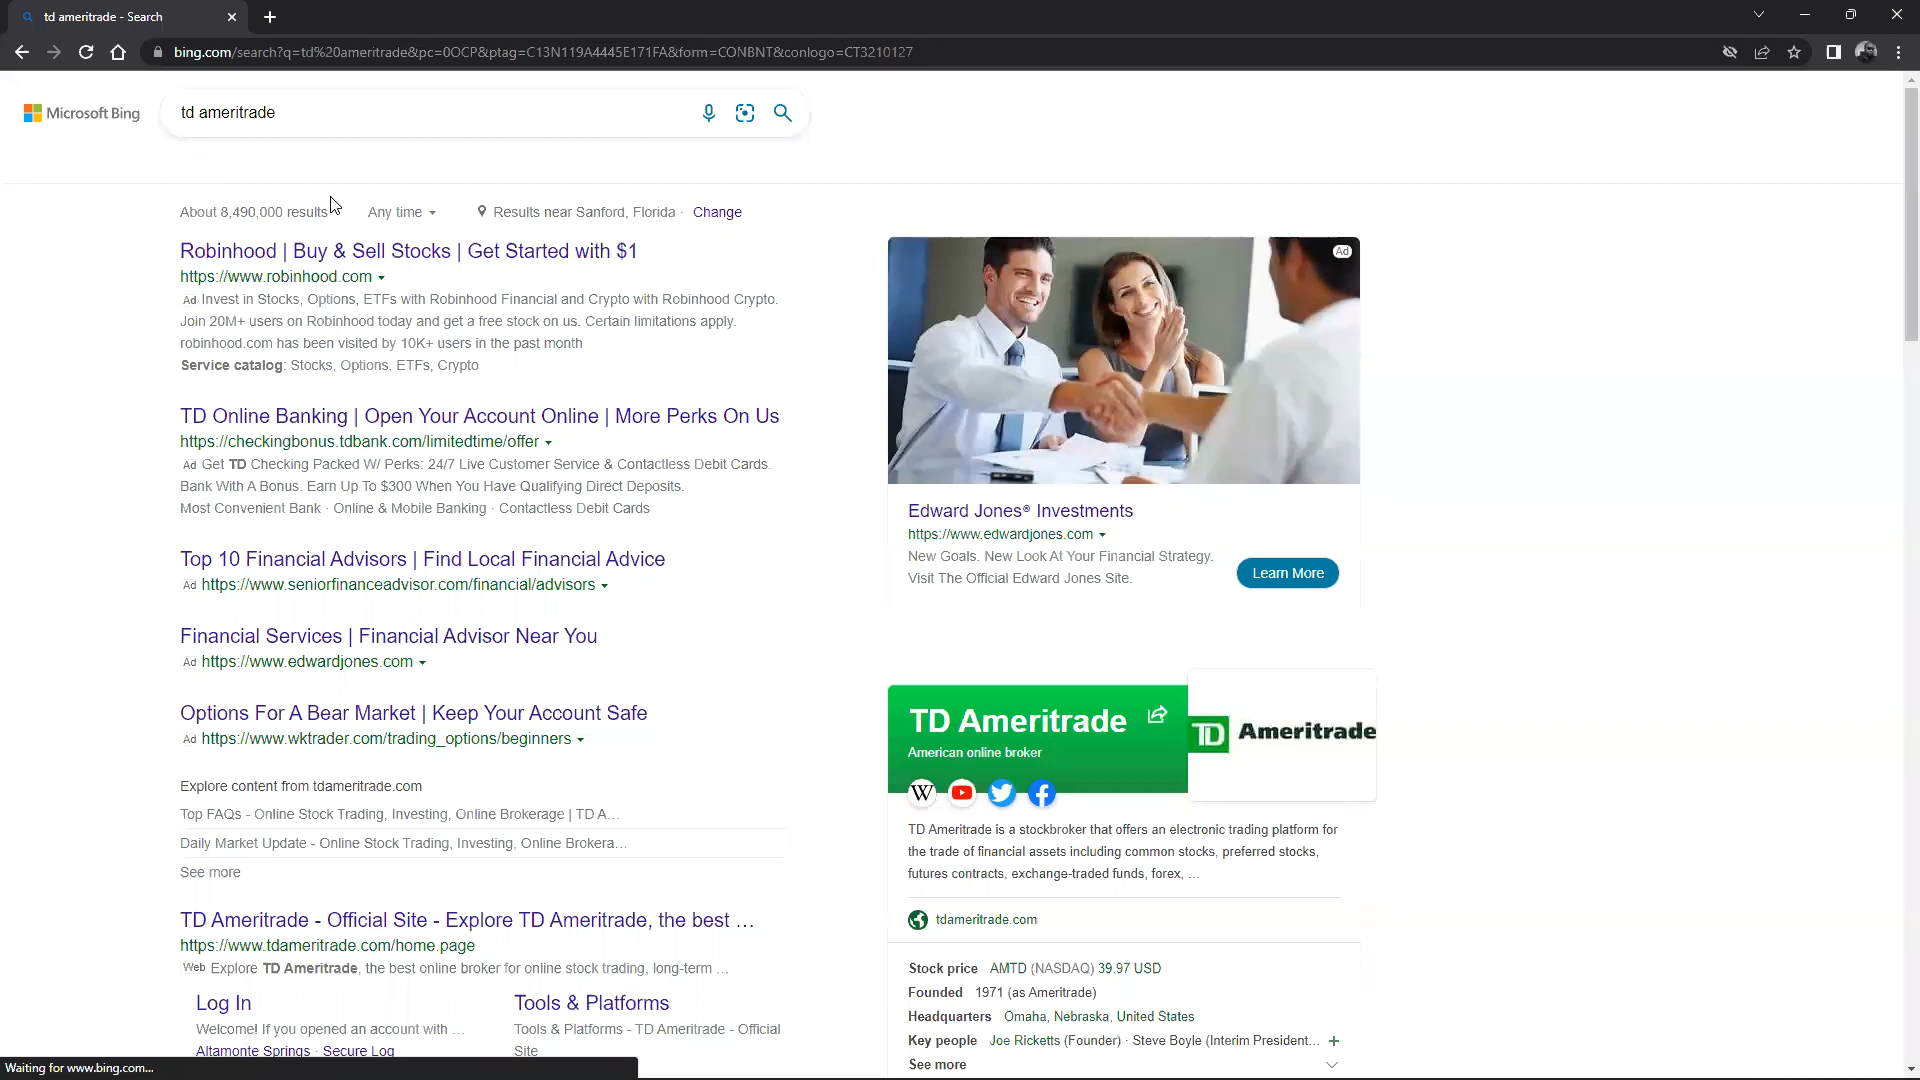 td ameritrade - Search
bing.com/search?q=td%20ameritrade&pc=0OCP&ptag=C13N119A4445E171FA&form=CONBNT&conlogo=CT3210127
Microsoft Bing
td ameritrade
About 8,490,000 results
Any time
Results near Sanford, Florida · Change
Robinhood | Buy & Sell Stocks | Get Started with $1
https://www.robinhood.com
Ad Invest in Stocks, Options, ETFs with Robinhood Financial and Crypto with Robinhood Crypto.
Join 20M+ users on Robinhood today and get a free stock on us. Certain limitations apply.
robinhood.com has been visited by 10K+ users in the past month
Service catalog: Stocks, Options, ETFs, Crypto
TD Online Banking | Open Your Account Online | More Perks On Us
https://checkingbonus.tdbank.com/limitedtime/offer
Ad Get TD Checking Packed W/ Perks: 24/7 Live Customer Service & Contactless Debit Cards.
Bank With A Bonus. Earn Up To $300 When You Have Qualifying Direct Deposits.
Most Convenient Bank · Online & Mobile Banking · Contactless Debit Cards
Top 10 Financial Advisors | Find Local Financial Advice
Ad https://www.seniorfinanceadvisor.com/financial/advisors
Financial Services | Financial Advisor Near You
Ad https://www.edwardjones.com
Options For A Bear Market | Keep Your Account Safe
Ad https://www.wktrader.com/trading_options/beginners
Explore content from tdameritrade.com
Top FAQs - Online Stock Trading, Investing, Online Brokerage | TD A...
Daily Market Update - Online Stock Trading, Investing, Online Brokera...
See more
TD Ameritrade - Official Site - Explore TD Ameritrade, the best ...
https://www.tdameritrade.com/home.page
Web Explore TD Ameritrade, the best online broker for online stock trading, long-term ...
Log In
Welcome! If you opened an account with ...
Altamonte Springs · Secure Log
Tools & Platforms
Tools & Platforms - TD Ameritrade - Official
Site
Waiting for www.bing.com...
Ad
Edward Jones® Investments
https://www.edwardjones.com
New Goals. New Look At Your Financial Strategy.
Visit The Official Edward Jones Site.
Learn More
TD Ameritrade
American online broker
W
TD Ameritrade
TD Ameritrade is a stockbroker that offers an electronic trading platform for
the trade of financial assets including common stocks, preferred stocks,
futures contracts, exchange-traded funds, forex, ...
tdameritrade.com
Stock price AMTD (NASDAQ) 39.97 USD
Founded 1971 (as Ameritrade)
Headquarters Omaha, Nebraska, United States
Key people Joe Ricketts (Founder) · Steve Boyle (Interim President...
See more